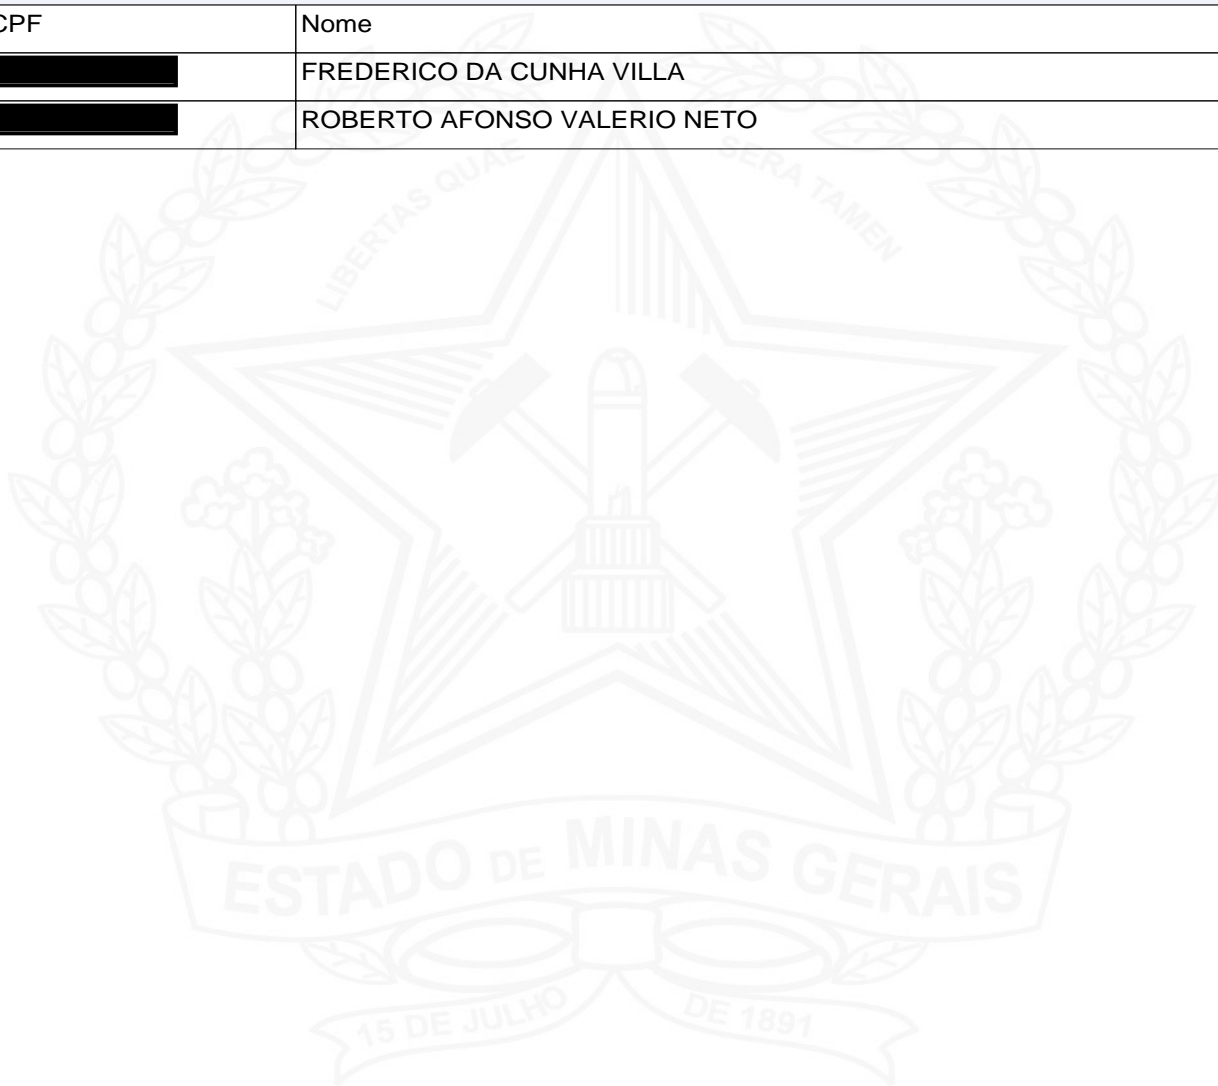 CPF Nome
FREDERICO DA CUNHA VILLA
ROBERTO AFONSO VALERIO NETO
LIBERTAS QUAE SERA TAMEN
ESTADO DE MINAS GERAIS
15 DE JULHO DE 1891